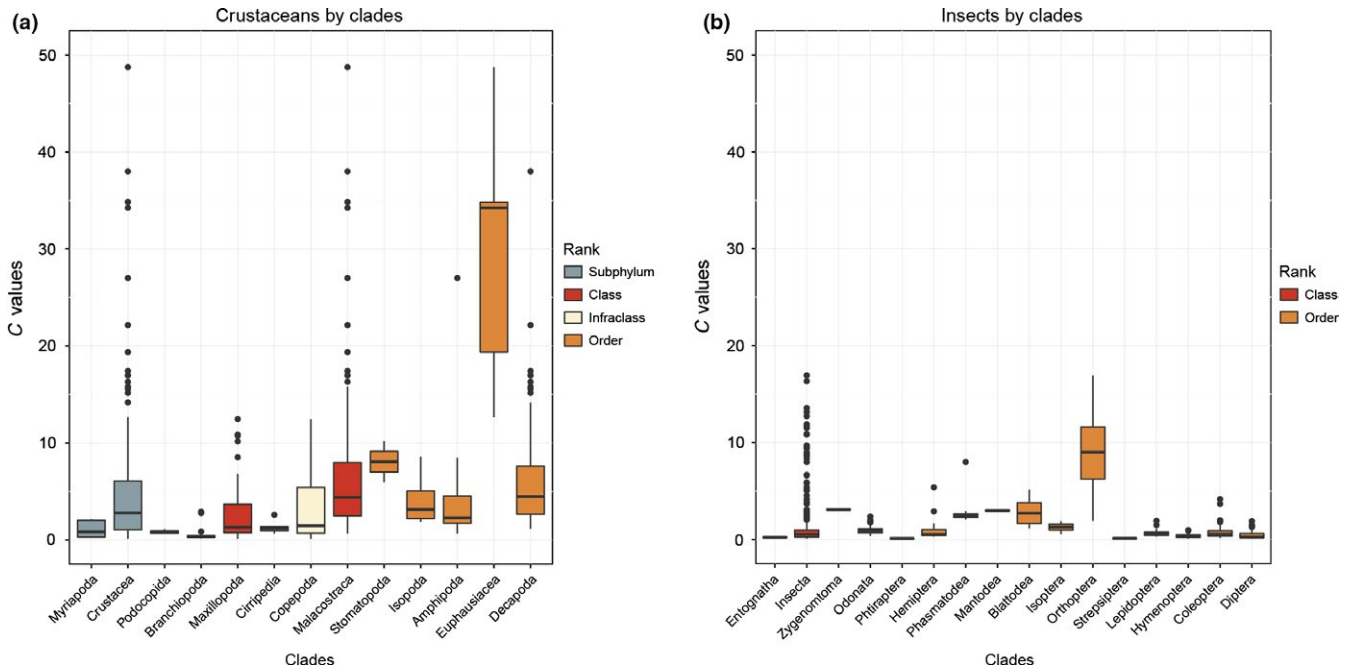 (a)
Crustaceans by clades
50
40
30
20
10
0
C values
Myriapoda
Crustacea
Podocopida
Branchiopoda
Maxillopoda
Cirripedia
Copepoda
Malacostraca
Stomatopoda
Isopoda
Amphipoda
Euphausiacea
Decapoda
Clades
Rank
Subphylum
Class
Infraclass
Order
(b)
Insects by clades
50
40
30
20
10
0
C values
Entognatha
Insecta
Zygenomtoma
Odonata
Phtiraptera
Hemiptera
Phasmatodea
Mantodea
Blattodea
Isoptera
Orthoptera
Strepsiptera
Lepidoptera
Hymenoptera
Coleoptera
Diptera
Clades
Rank
Class
Order